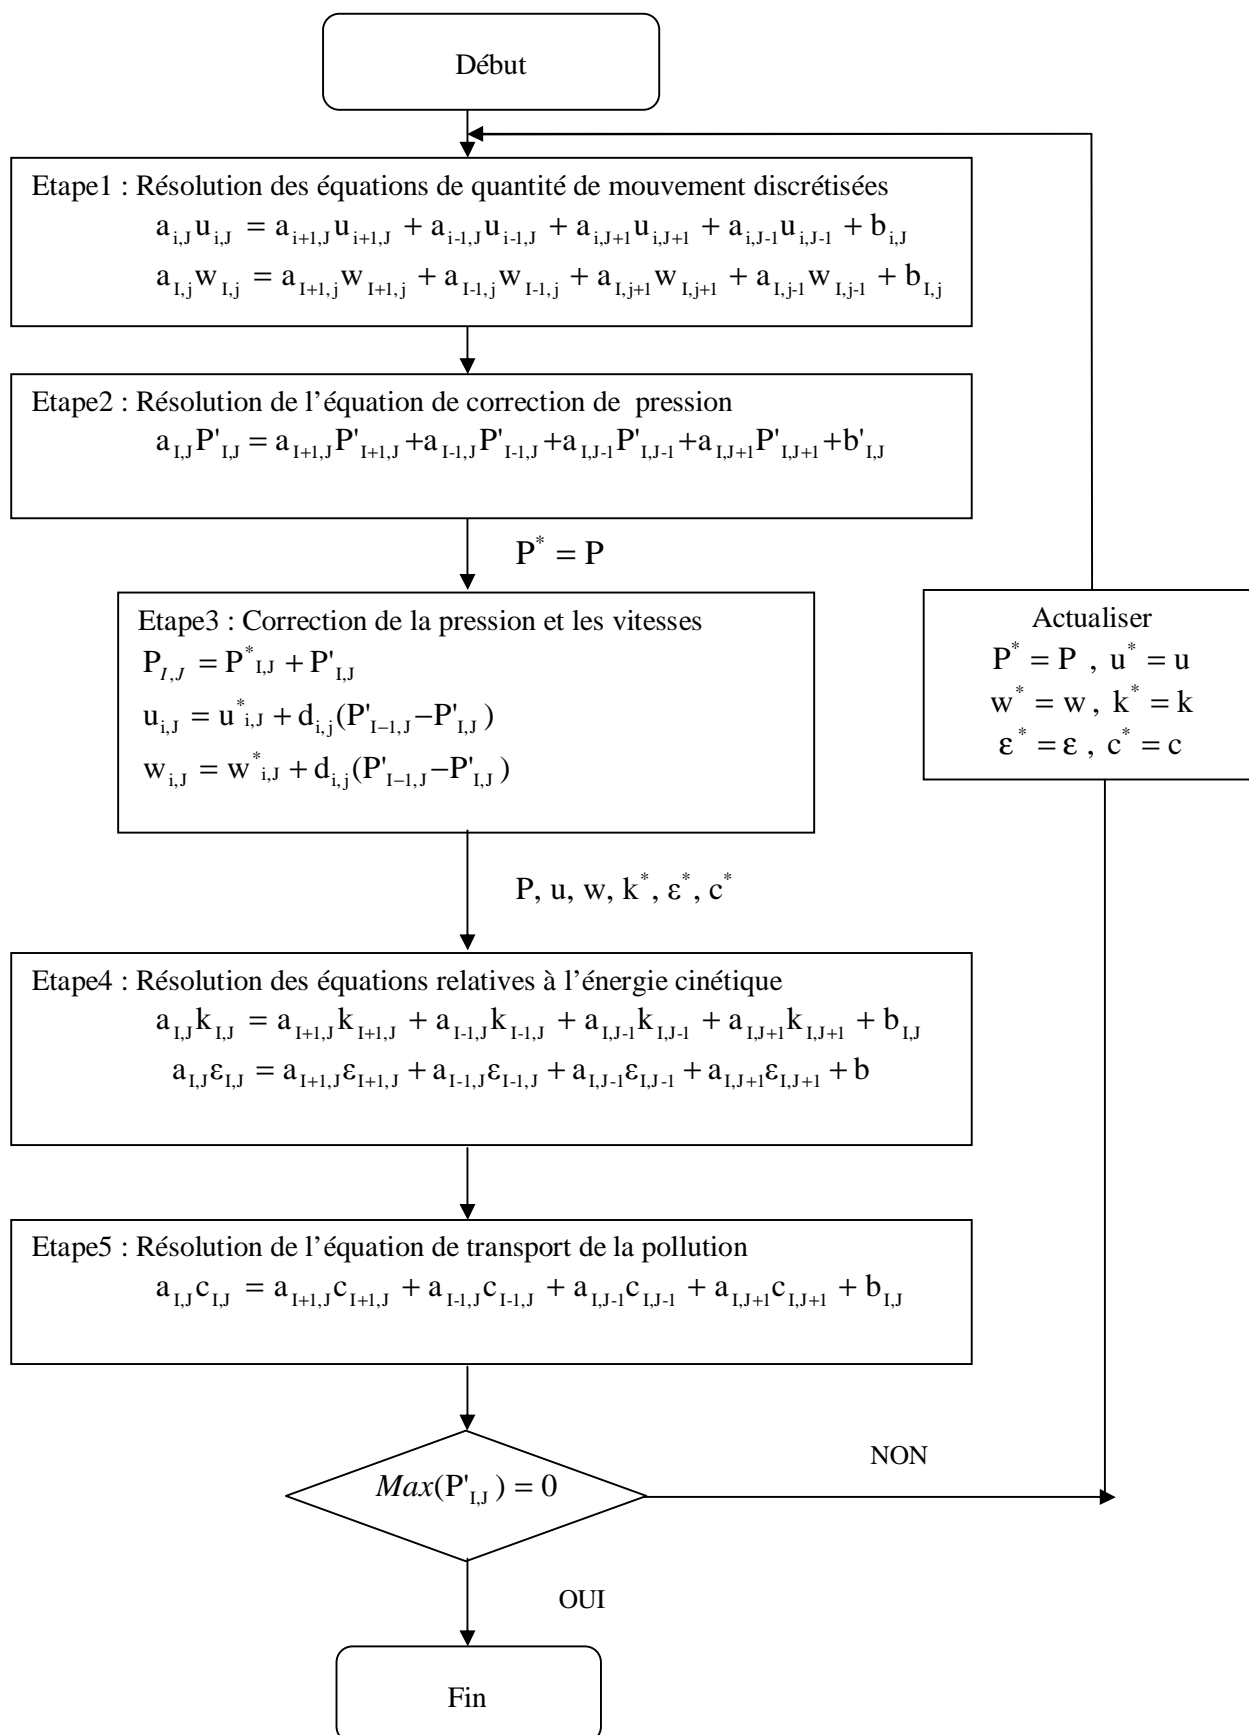 Début
Etape1 : Résolution des équations de quantité de mouvement discrétisées
a_{i,J}u_{i,J} = a_{i+1,J}u_{i+1,J} + a_{i-1,J}u_{i-1,J} + a_{i,J+1}u_{i,J+1} + a_{i,J-1}u_{i,J-1} + b_{i,J}
a_{I,j}w_{I,j} = a_{I+1,j}w_{I+1,j} + a_{I-1,j}w_{I-1,j} + a_{I,j+1}w_{I,j+1} + a_{I,j-1}w_{I,j-1} + b_{I,j}
Etape2 : Résolution de l’équation de correction de pression
a_{I,J}P'_{I,J} = a_{I+1,J}P'_{I+1,J} + a_{I-1,J}P'_{I-1,J} + a_{I,J-1}P'_{I,J-1} + a_{I,J+1}P'_{I,J+1} + b'_{I,J}
P^* = P
Etape3 : Correction de la pression et les vitesses
P_{I,J} = P^*_{I,J} + P'_{I,J}
u_{i,J} = u^*_{i,J} + d_{i,j}(P'_{I−1,J} − P'_{I,J})
w_{i,J} = w^*_{i,J} + d_{i,j}(P'_{I−1,J} − P'_{I,J})
Actualiser
P^* = P , u^* = u
w^* = w , k^* = k
ε^* = ε , c^* = c
P, u, w, k^*, ε^*, c^*
Etape4 : Résolution des équations relatives à l’énergie cinétique
a_{I,J}k_{I,J} = a_{I+1,J}k_{I+1,J} + a_{I-1,J}k_{I-1,J} + a_{I,J-1}k_{I,J-1} + a_{I,J+1}k_{I,J+1} + b_{I,J}
a_{I,J}ε_{I,J} = a_{I+1,J}ε_{I+1,J} + a_{I-1,J}ε_{I-1,J} + a_{I,J-1}ε_{I,J-1} + a_{I,J+1}ε_{I,J+1} + b
Etape5 : Résolution de l’équation de transport de la pollution
a_{I,J}c_{I,J} = a_{I+1,J}c_{I+1,J} + a_{I-1,J}c_{I-1,J} + a_{I,J-1}c_{I,J-1} + a_{I,J+1}c_{I,J+1} + b_{I,J}
Max(P'_{I,J}) = 0
NON
OUI
Fin